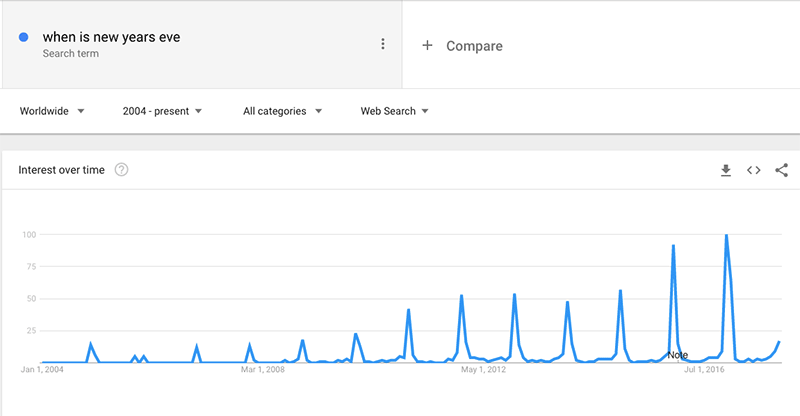 when is new years eve
Search term
+ Compare
Worldwide
2004 - present
All categories
Web Search
Interest over time ?
100
75
50
25
Note
Jan 1, 2004
Mar 1, 2008
May 1, 2012
Jul 1, 2016